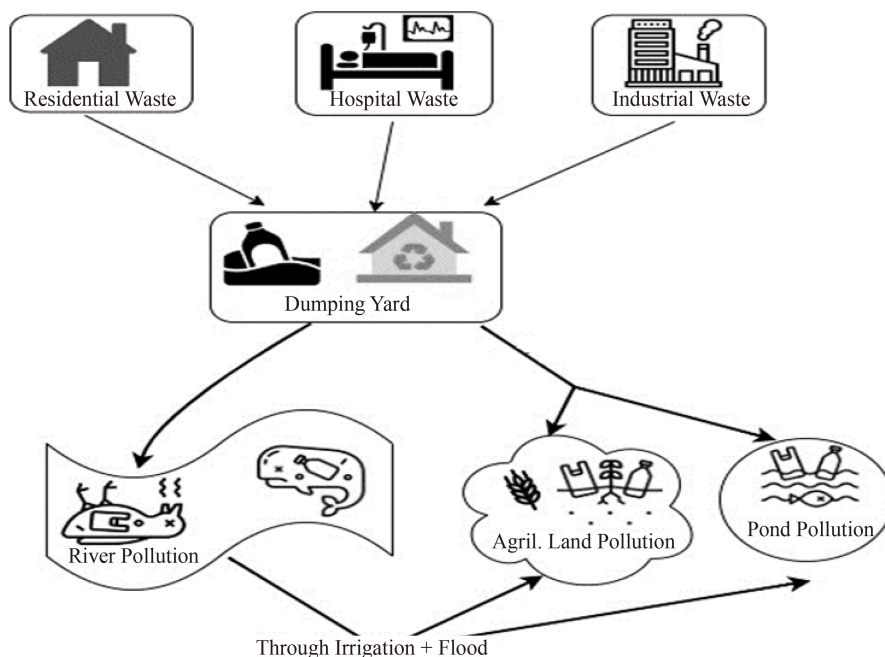 Residential Waste
Hospital Waste
Industrial Waste
Dumping Yard
River Pollution
Agril. Land Pollution
Pond Pollution
Through Irrigation + Flood